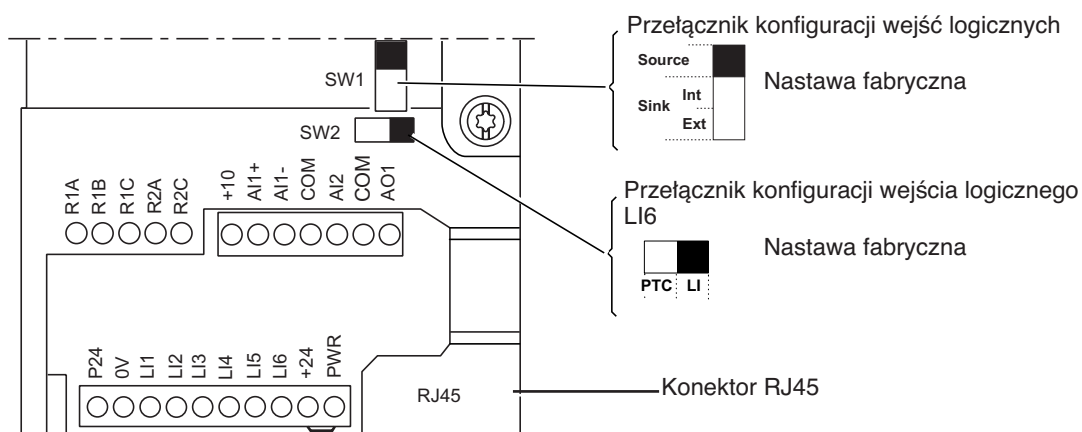 Przełącznik konfiguracji wejść logicznych
Source
Nastawa fabryczna
Sink
Int
Ext
SW1
SW2
Przełącznik konfiguracji wejścia logicznego
LI6
Nastawa fabryczna
PTC LI
R1A R1B R1C R2A R2C
+10 AI1+ AI1- COM AI2 COM AO1
P24 0V LI1 LI2 LI3 LI4 LI5 LI6 +24 PWR
RJ45
Konektor RJ45